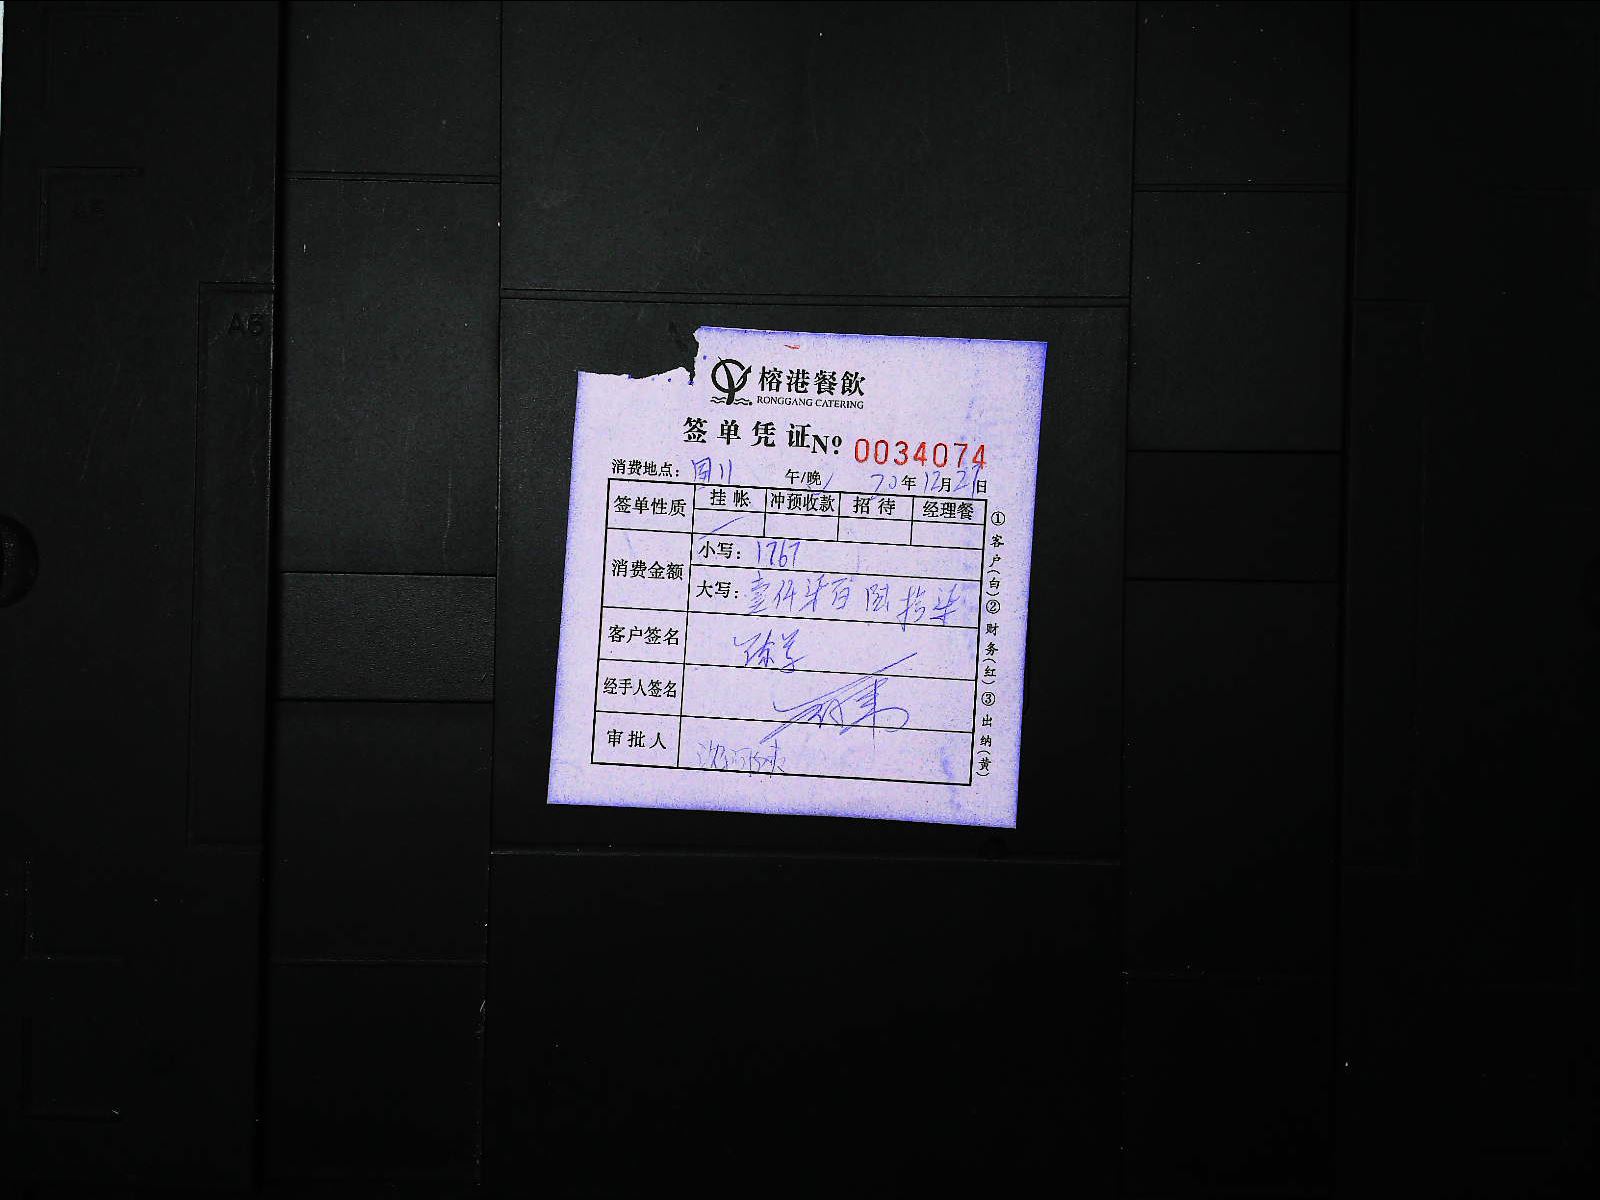 A5
A6
榕港餐飲
RONGGANG CATERING
签单凭证№ 0034074
消费地点: 午/晚 20年12月27日
签单性质 挂帐 冲预收款 招待 经理餐
消费金额 小写: 1767
大写: 壹仟柒百陆拾柒
客户签名
经手人签名
审批人
①客户(白)②财务(红)③出纳(黄)